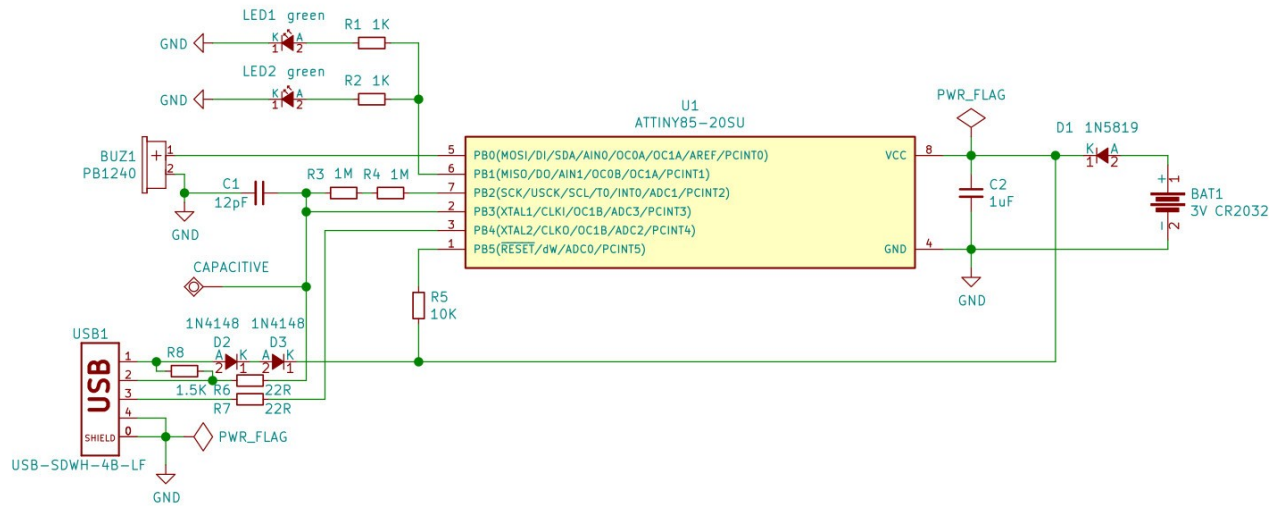 LED1 green
R1 1K
GND
K A
1 2
LED2 green
R2 1K
GND
K A
1 2
U1
ATTINY85-20SU
PWR_FLAG
D1 1N5819
K A
1 2
BUZ1
PB1240
+ 1
2
5 PB0(MOSI/DI/SDA/AIN0/OC0A/OC1A/AREF/PCINT0)
6 PB1(MISO/DO/AIN1/OC0B/OC1A/PCINT1)
7 PB2(SCK/USCK/SCL/T0/INT0/ADC1/PCINT2)
2 PB3(XTAL1/CLKI/OC1B/ADC3/PCINT3)
3 PB4(XTAL2/CLKO/OC1B/ADC2/PCINT4)
1 PB5(RESET/dW/ADC0/PCINT5)
VCC 8
GND 4
C1
12pF
R3 1M
R4 1M
GND
C2
1uF
+ 1
BAT1
3V CR2032
- 2
GND
CAPACITIVE
R5
10K
1N4148 1N4148
D2 D3
A K A K
2 1 2 1
USB1
USB
SHIELD
1
2
3
4
0
R8
1.5K
R6 22R
R7 22R
PWR_FLAG
USB-SDWH-4B-LF
GND